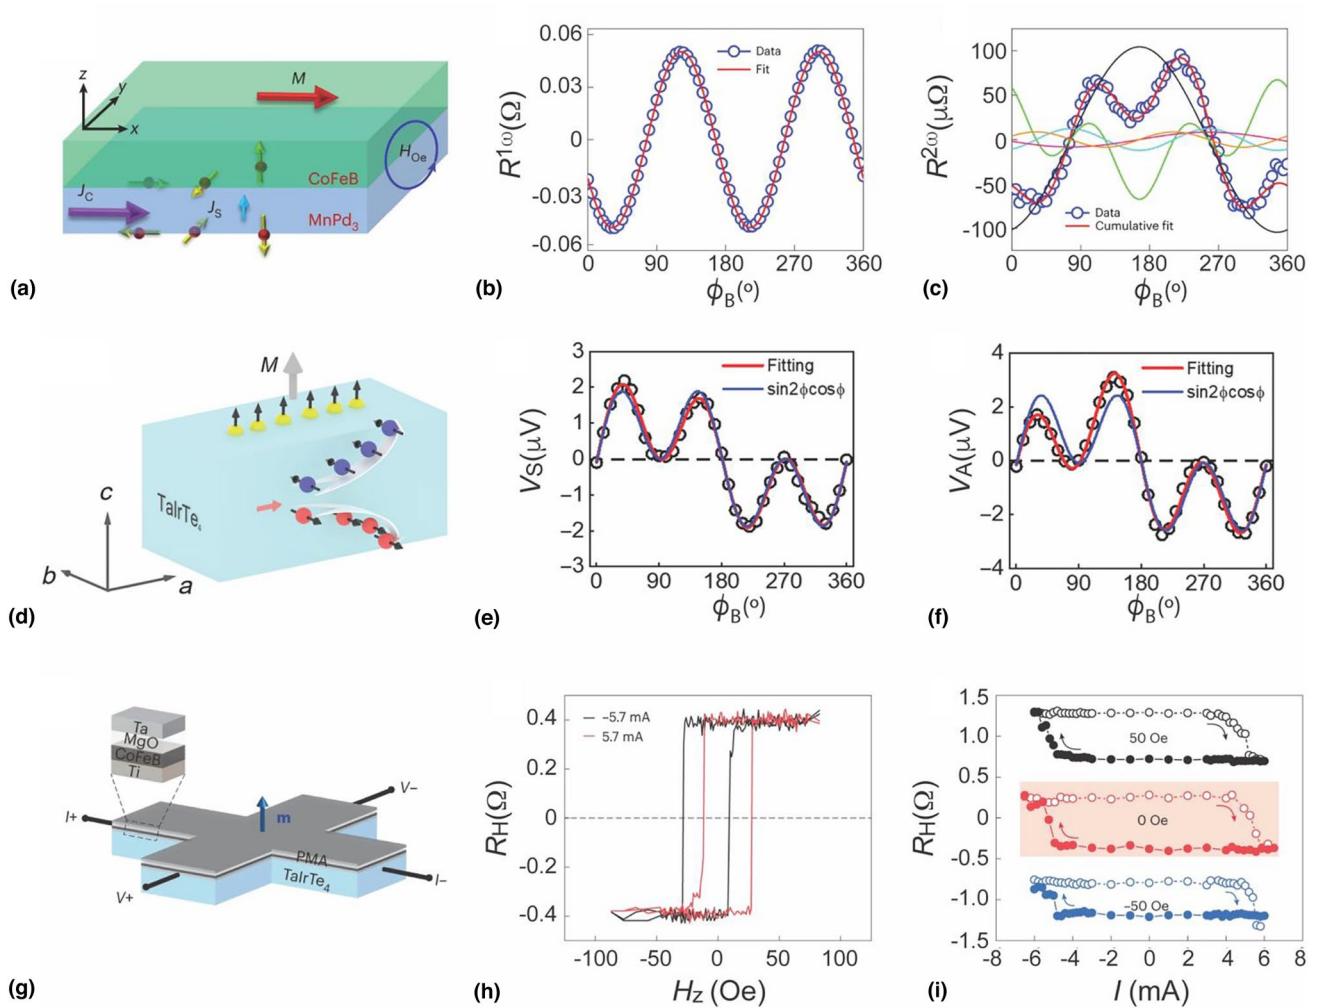 z
y
x
M
H_Oe
CoFeB
J_C
J_S
MnPd₃
(a)
0.06
0.03
0
-0.03
-0.06
R^1ω(Ω)
Data
Fit
0 90 180 270 360
ϕ_B(°)
(b)
100
50
0
-50
-100
R^2ω(μΩ)
Data
Cumulative fit
0 90 180 270 360
ϕ_B(°)
(c)
M
TaIrTe₄
c
b
a
(d)
3
2
1
0
−1
−2
−3
V_S(μV)
Fitting
sin2ϕcosϕ
0 90 180 270 360
ϕ_B(°)
(e)
4
2
0
−2
−4
V_A(μV)
Fitting
sin2ϕcosϕ
0 90 180 270 360
ϕ_B(°)
(f)
Ta
MgO
CoFeB
Ti
I+
V−
m
PMA
TaIrTe₄
V+
I−
(g)
0.4
0.2
0
-0.2
-0.4
R_H(Ω)
−5.7 mA
5.7 mA
-100 -50 0 50 100
H_Z (Oe)
(h)
1.5
1.0
0.5
0
-0.5
-1.0
-1.5
R_H(Ω)
50 Oe
0 Oe
−50 Oe
-8 -6 -4 -2 0 2 4 6 8
I (mA)
(i)